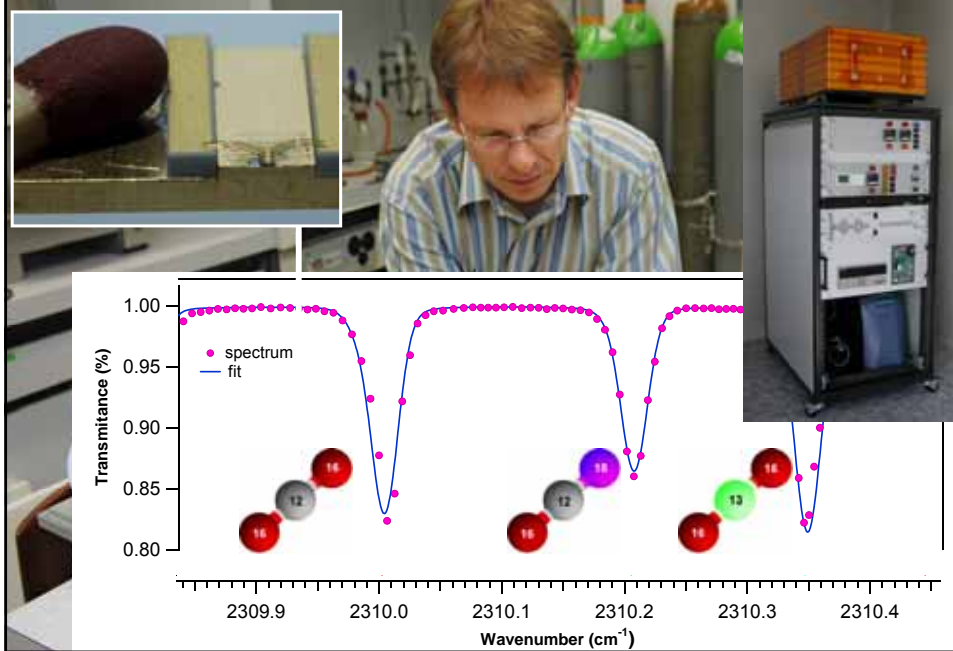 1.00
0.95
0.90
0.85
0.80
Transmitance (%)
spectrum
fit
16
12
16
18
12
16
16
13
16
2309.9 2310.0 2310.1 2310.2 2310.3 2310.4
Wavenumber (cm⁻¹)